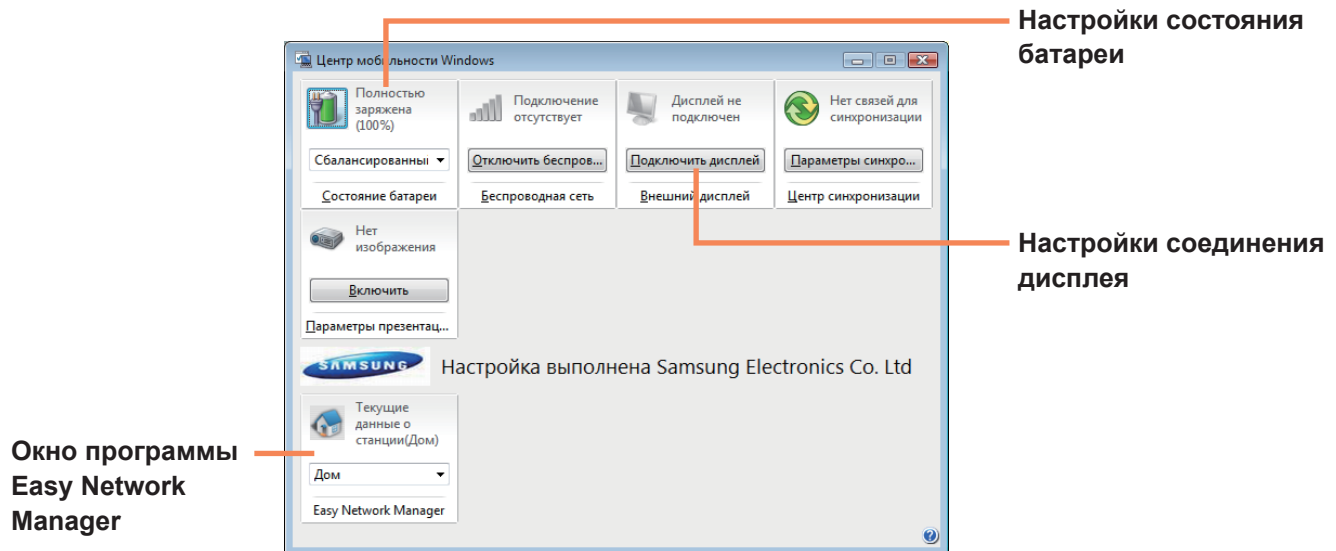 Настройки состояния
батареи
Центр мобильности Windows
Полностью
заряжена
(100%)
Сбалансированны
Состояние батареи
Подключение
отсутствует
Отключить беспров...
Беспроводная сеть
Дисплей не
подключен
Подключить дисплей
Внешний дисплей
Нет связей для
синхронизации
Параметры синхро...
Центр синхронизации
Нет
изображения
Включить
Параметры презентац...
Настройки соединения
дисплея
SAMSUNG Настройка выполнена Samsung Electronics Co. Ltd
Текущие
данные о
станции(Дом)
Дом
Easy Network Manager
Окно программы
Easy Network
Manager